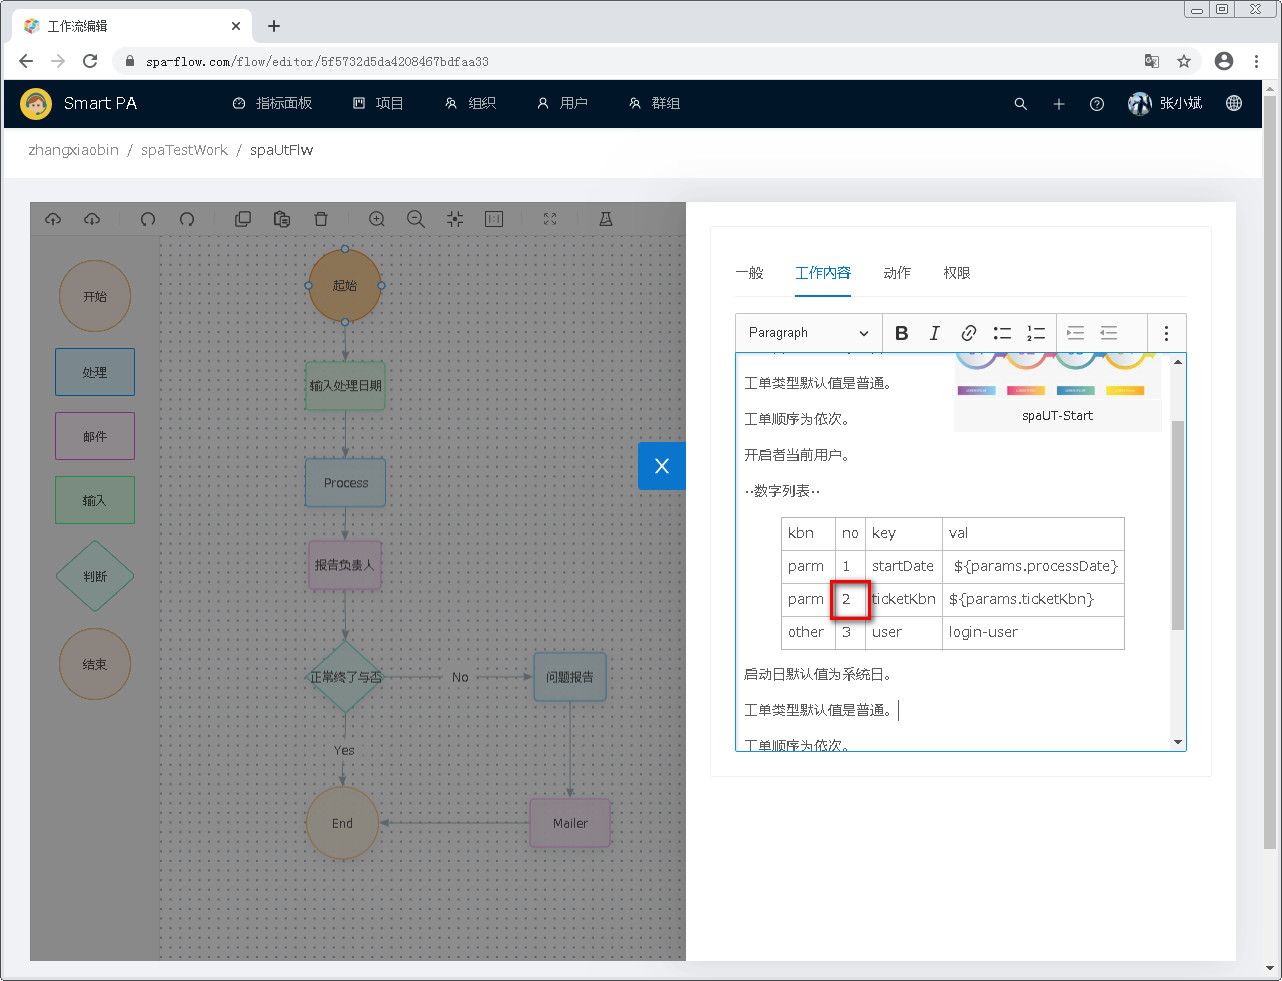 工作流编辑
spa-flow.com/flow/editor/5f5732d5da4208467bdfaa33
Smart PA
指标面板
项目
组织
用户
群组
张小斌
zhangxiaobin / spaTestWork / spaUtFlw
开始
处理
邮件
输入
判断
结束
起始
输入处理日期
Process
报告负责人
正常终了与否
No
问题报告
Yes
End
Mailer
X
一般
工作内容
动作
权限
Paragraph
工单类型默认值是普通。
工单顺序为依次。
spaUT-Start
开启者当前用户。
··数字列表··
kbn no key val
parm 1 startDate ${params.processDate}
parm 2 ticketKbn ${params.ticketKbn}
other 3 user login-user
启动日默认值为系统日。
工单类型默认值是普通。
工单顺序为依次。